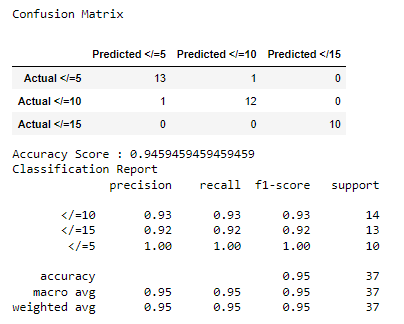 Confusion Matrix
Predicted </=5 Predicted </=10 Predicted </15
Actual </=5 13 1 0
Actual </=10 1 12 0
Actual </=15 0 0 10
Accuracy Score : 0.9459459459459459
Classification Report
precision recall f1-score support
</=10 0.93 0.93 0.93 14
</=15 0.92 0.92 0.92 13
</=5 1.00 1.00 1.00 10
accuracy 0.95 37
macro avg 0.95 0.95 0.95 37
weighted avg 0.95 0.95 0.95 37